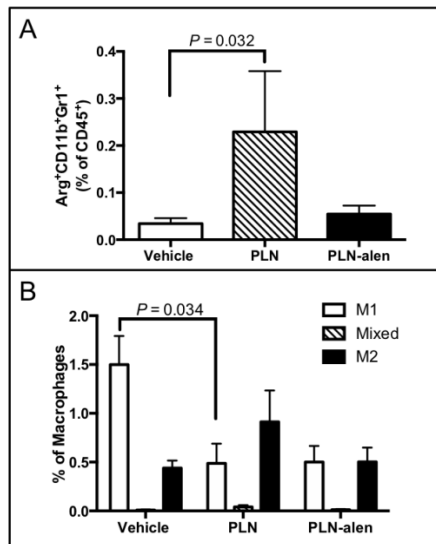 A
P = 0.032
Arg⁺CD11b⁺Gr1⁺
(% of CD45⁺)
0.4
0.3
0.2
0.1
0.0
Vehicle PLN PLN-alen
B
P = 0.034
M1
Mixed
M2
% of Macrophages
2.0
1.5
1.0
0.5
0.0
Vehicle PLN PLN-alen